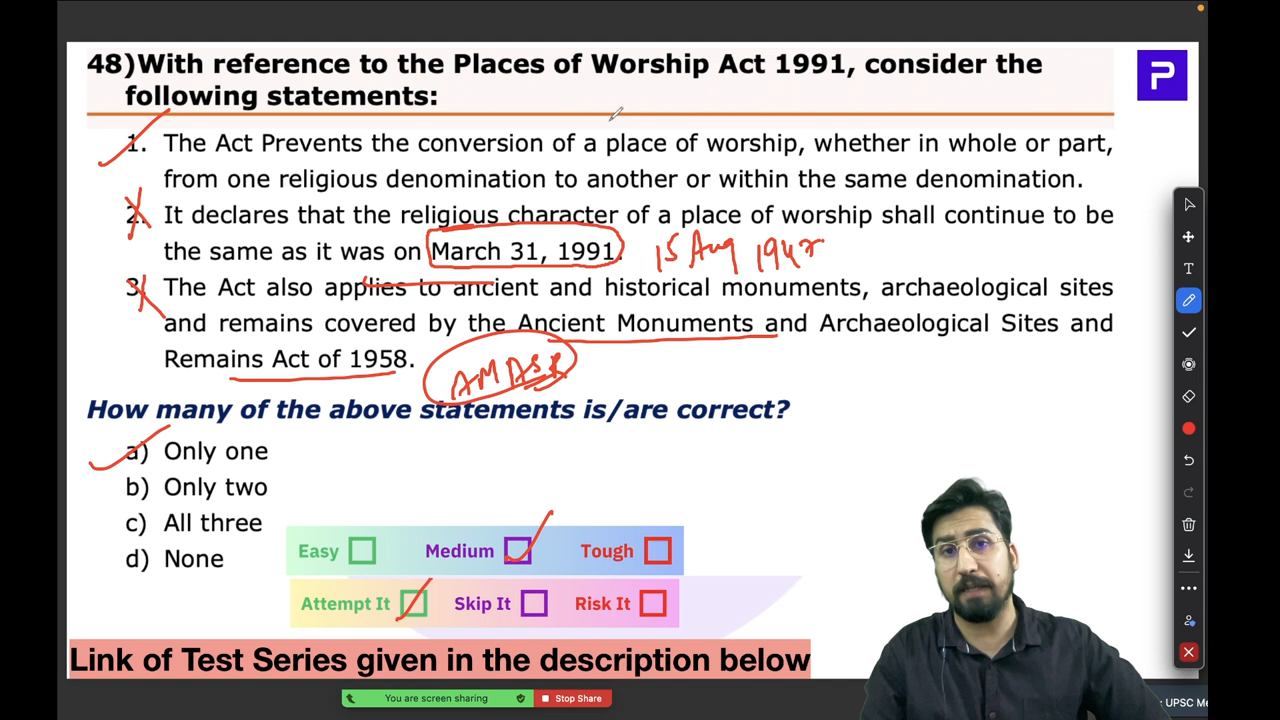 48)With reference to the Places of Worship Act 1991, consider the
following statements:
1. The Act Prevents the conversion of a place of worship, whether in whole or part,
from one religious denomination to another or within the same denomination.
2. It declares that the religious character of a place of worship shall continue to be
the same as it was on March 31, 1991. 15 Aug 1947
3. The Act also applies to ancient and historical monuments, archaeological sites
and remains covered by the Ancient Monuments and Archaeological Sites and
Remains Act of 1958.
AMASR
How many of the above statements is/are correct?
a) Only one
b) Only two
c) All three
d) None
Easy Medium Tough
Attempt It Skip It Risk It
Link of Test Series given in the description below
You are screen sharing Stop Share
UPSC Me